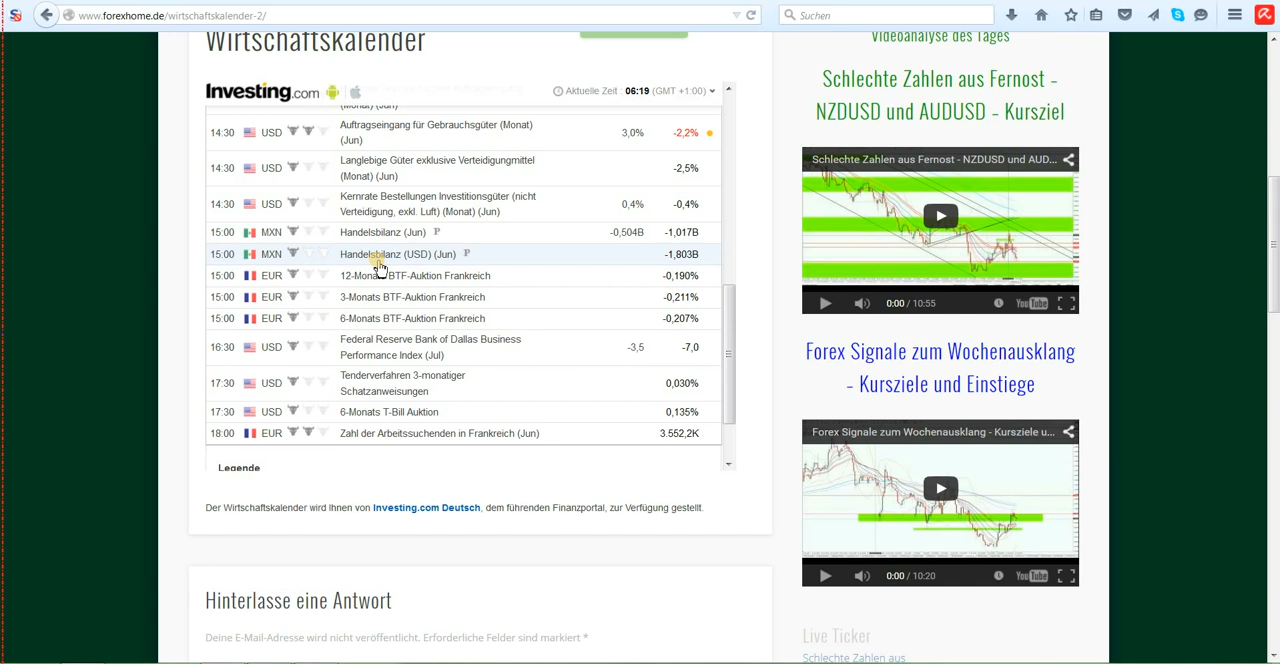 www.forexhome.de/wirtschaftskalender-2/
Suchen
Wirtschaftskalender
Investing.com
Aktuelle Zeit : 06:19 (GMT +1:00)
(Monat) (Jun)
14:30 USD Auftragseingang für Gebrauchsgüter (Monat)
(Jun) 3,0% -2,2%
14:30 USD Langlebige Güter exklusive Verteidigungmittel
(Monat) (Jun) -2,5%
14:30 USD Kernrate Bestellungen Investitionsgüter (nicht
Verteidigung, exkl. Luft) (Monat) (Jun) 0,4% -0,4%
15:00 MXN Handelsbilanz (Jun) P -0,504B -1,017B
15:00 MXN Handelsbilanz (USD) (Jun) P -1,803B
15:00 EUR 12-Monats BTF-Auktion Frankreich -0,190%
15:00 EUR 3-Monats BTF-Auktion Frankreich -0,211%
15:00 EUR 6-Monats BTF-Auktion Frankreich -0,207%
16:30 USD Federal Reserve Bank of Dallas Business
Performance Index (Jul) -3,5 -7,0
17:30 USD Tenderverfahren 3-monatiger
Schatzanweisungen 0,030%
17:30 USD 6-Monats T-Bill Auktion 0,135%
18:00 EUR Zahl der Arbeitssuchenden in Frankreich (Jun) 3.552,2K
Legende
Der Wirtschaftskalender wird Ihnen von Investing.com Deutsch, dem führenden Finanzportal, zur Verfügung gestellt.
Hinterlasse eine Antwort
Deine E-Mail-Adresse wird nicht veröffentlicht. Erforderliche Felder sind markiert *
Videoanalyse des Tages
Schlechte Zahlen aus Fernost –
NZDUSD und AUDUSD – Kursziel
Schlechte Zahlen aus Fernost - NZDUSD und AUD...
0:00 / 10:55
YouTube
Forex Signale zum Wochenausklang
– Kursziele und Einstiege
Forex Signale zum Wochenausklang - Kursziele u...
0:00 / 10:20
YouTube
Live Ticker
Schlechte Zahlen aus